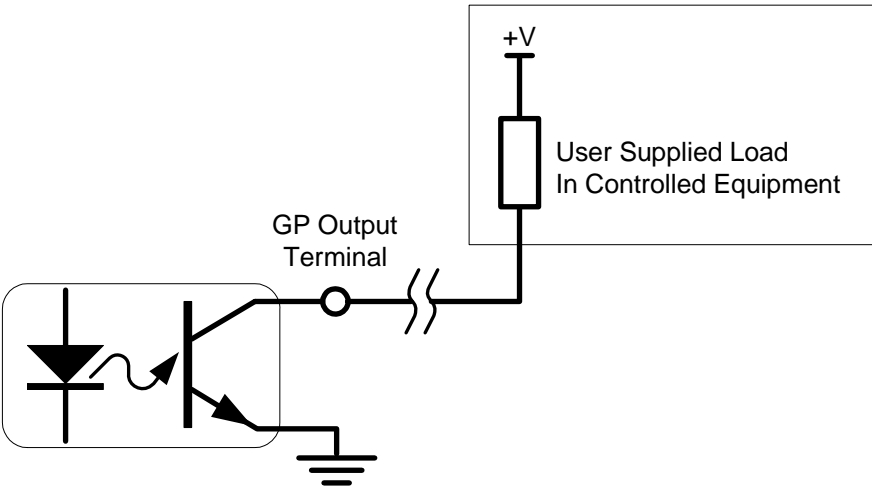 +V
User Supplied Load
In Controlled Equipment
GP Output
Terminal